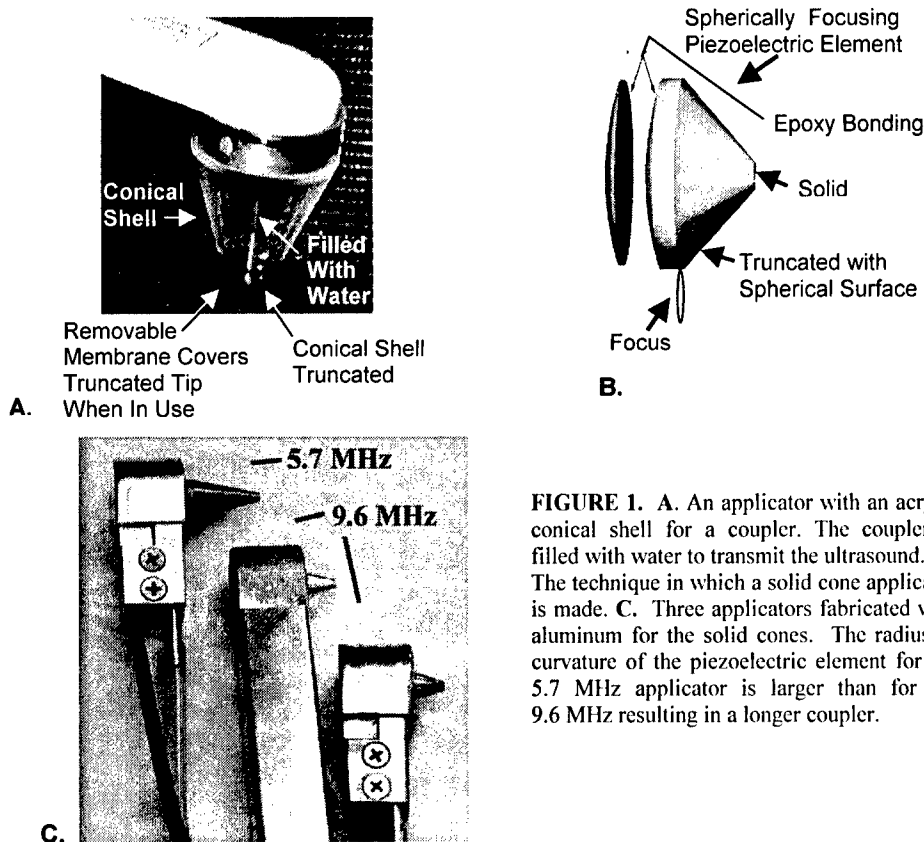 Conical
Shell
Filled
With
Water
Removable
Membrane Covers
Truncated Tip
When In Use
Conical Shell
Truncated
A.
Spherically Focusing
Piezoelectric Element
Epoxy Bonding
Solid
Truncated with
Spherical Surface
Focus
B.
5.7 MHz
9.6 MHz
C.
FIGURE 1. A. An applicator with an acr
conical shell for a coupler. The coupler
filled with water to transmit the ultrasound.
The technique in which a solid cone applica
is made. C. Three applicators fabricated v
aluminum for the solid cones. The radius
curvature of the piezoelectric element for
5.7 MHz applicator is larger than for
9.6 MHz resulting in a longer coupler.